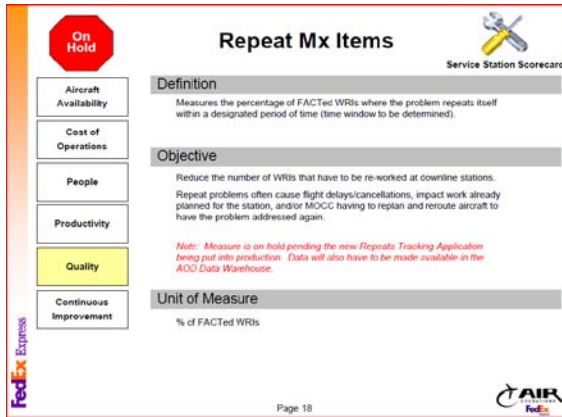 On
Hold
Repeat Mx Items
Service Station Scorecard
Aircraft
Availability
Cost of
Operations
People
Productivity
Quality
Continuous
Improvement
Definition
Measures the percentage of FACTed WRIs where the problem repeats itself
within a designated period of time (time window to be determined).
Objective
Reduce the number of WRIs that have to be re-worked at downline stations.
Repeat problems often cause flight delays/cancellations, impact work already
planned for the station, and/or MOCC having to replan and reroute aircraft to
have the problem addressed again.
Note: Measure is on hold pending the new Repeats Tracking Application
being put into production. Data will also have to be made available in the
AOD Data Warehouse.
Unit of Measure
% of FACTed WRIs
FedEx Express
Page 18
AIR
OPERATIONS
FedEx